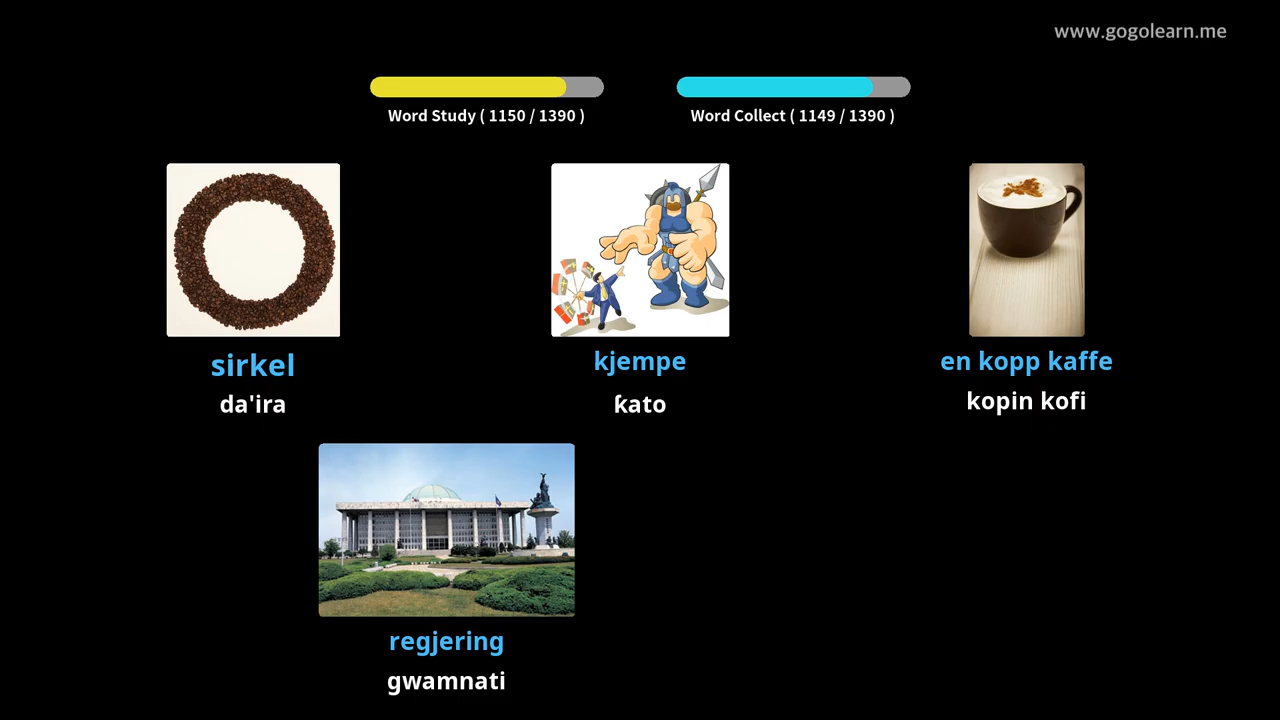 www.gogolearn.me
Word Study ( 1150 / 1390 )
Word Collect ( 1149 / 1390 )
sirkel
da'ira
kjempe
ƙato
en kopp kaffe
kopin kofi
regjering
gwamnati